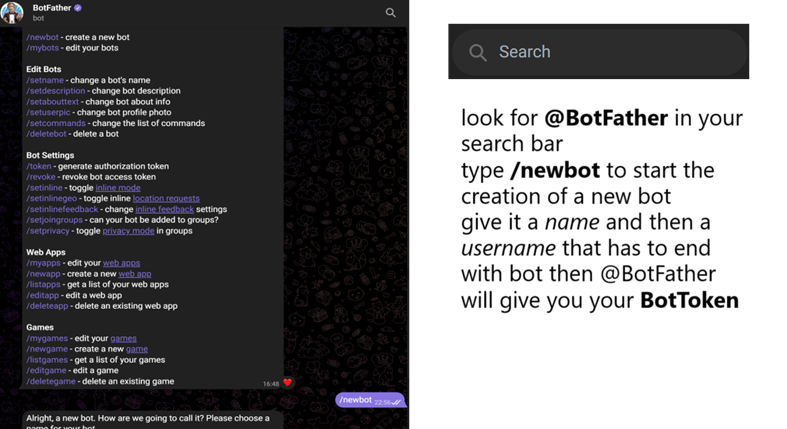 BotFather
bot
/newbot - create a new bot
/mybots - edit your bots
Edit Bots
/setname - change a bot's name
/setdescription - change bot description
/setabouttext - change bot about info
/setuserpic - change bot profile photo
/setcommands - change the list of commands
/deletebot - delete a bot
Bot Settings
/token - generate authorization token
/revoke - revoke bot access token
/setinline - toggle inline mode
/setinlinegeo - toggle inline location requests
/setinlinefeedback - change inline feedback settings
/setjoingroups - can your bot be added to groups?
/setprivacy - toggle privacy mode in groups
Web Apps
/myapps - edit your web apps
/newapp - create a new web app
/listapps - get a list of your web apps
/editapp - edit a web app
/deleteapp - delete an existing web app
Games
/mygames - edit your games
/newgame - create a new game
/listgames - get a list of your games
/editgame - edit a game
/deletegame - delete an existing game
16:48
/newbot 22:56
Alright, a new bot. How are we going to call it? Please choose a
name for your bot.
Search
look for @BotFather in your
search bar
type /newbot to start the
creation of a new bot
give it a name and then a
username that has to end
with bot then @BotFather
will give you your BotToken